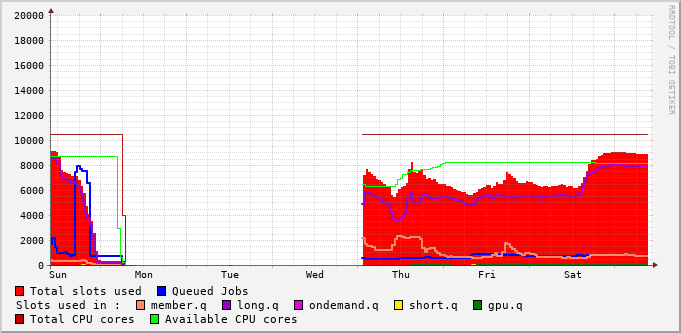 20000
18000
16000
14000
12000
10000
8000
6000
4000
2000
0
Sun Mon Tue Wed Thu Fri Sat
Total slots used Queued Jobs
Slots used in : member.q long.q ondemand.q short.q gpu.q
Total CPU cores Available CPU cores
RRDTOOL / TOBI OETIKER